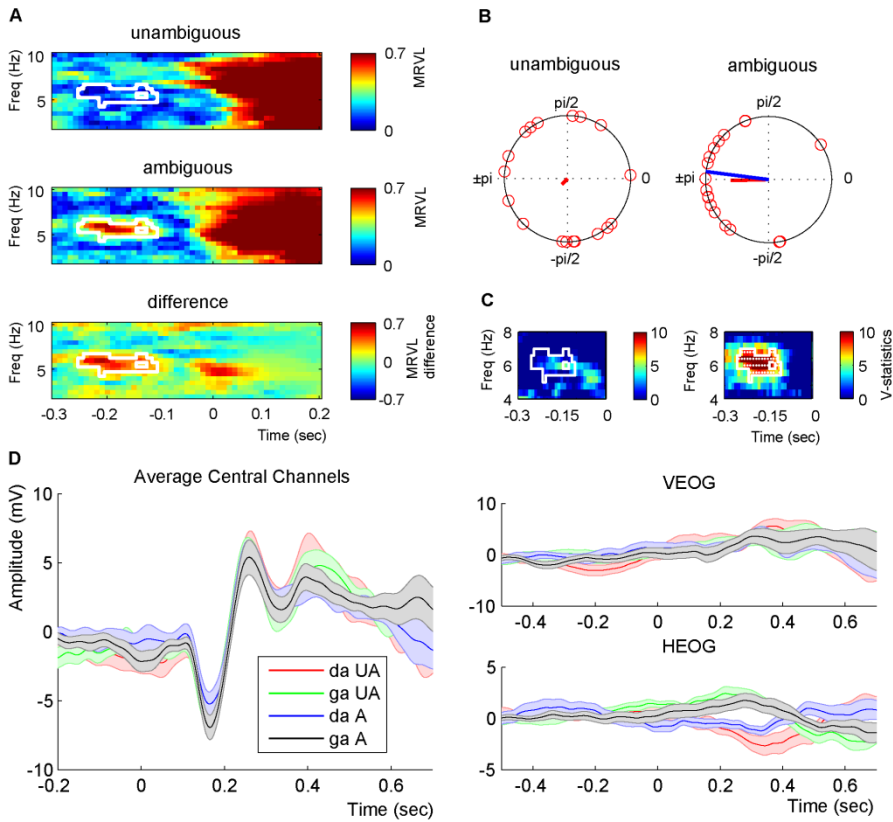 A
unambiguous
Freq (Hz)
10
5
0.7
0
MRVL
ambiguous
Freq (Hz)
10
5
0.7
0
MRVL
difference
Freq (Hz)
10
5
0.7
-0.7
MRVL
difference
-0.3 -0.2 -0.1 0 0.1 0.2
Time (sec)
B
unambiguous
pi/2
±pi
0
-pi/2
ambiguous
pi/2
±pi
0
-pi/2
C
Freq (Hz)
8
6
4
-0.3 -0.15 0
10
5
0
Freq (Hz)
8
6
4
-0.3 -0.15 0
Time (sec)
10
5
0
V-statistics
D
Average Central Channels
Amplitude (mV)
10
5
0
-5
-10
-0.2 0 0.2 0.4 0.6
Time (sec)
da UA
ga UA
da A
ga A
VEOG
10
0
-10
-0.4 -0.2 0 0.2 0.4 0.6
HEOG
5
0
-5
-0.4 -0.2 0 0.2 0.4 0.6
Time (sec)